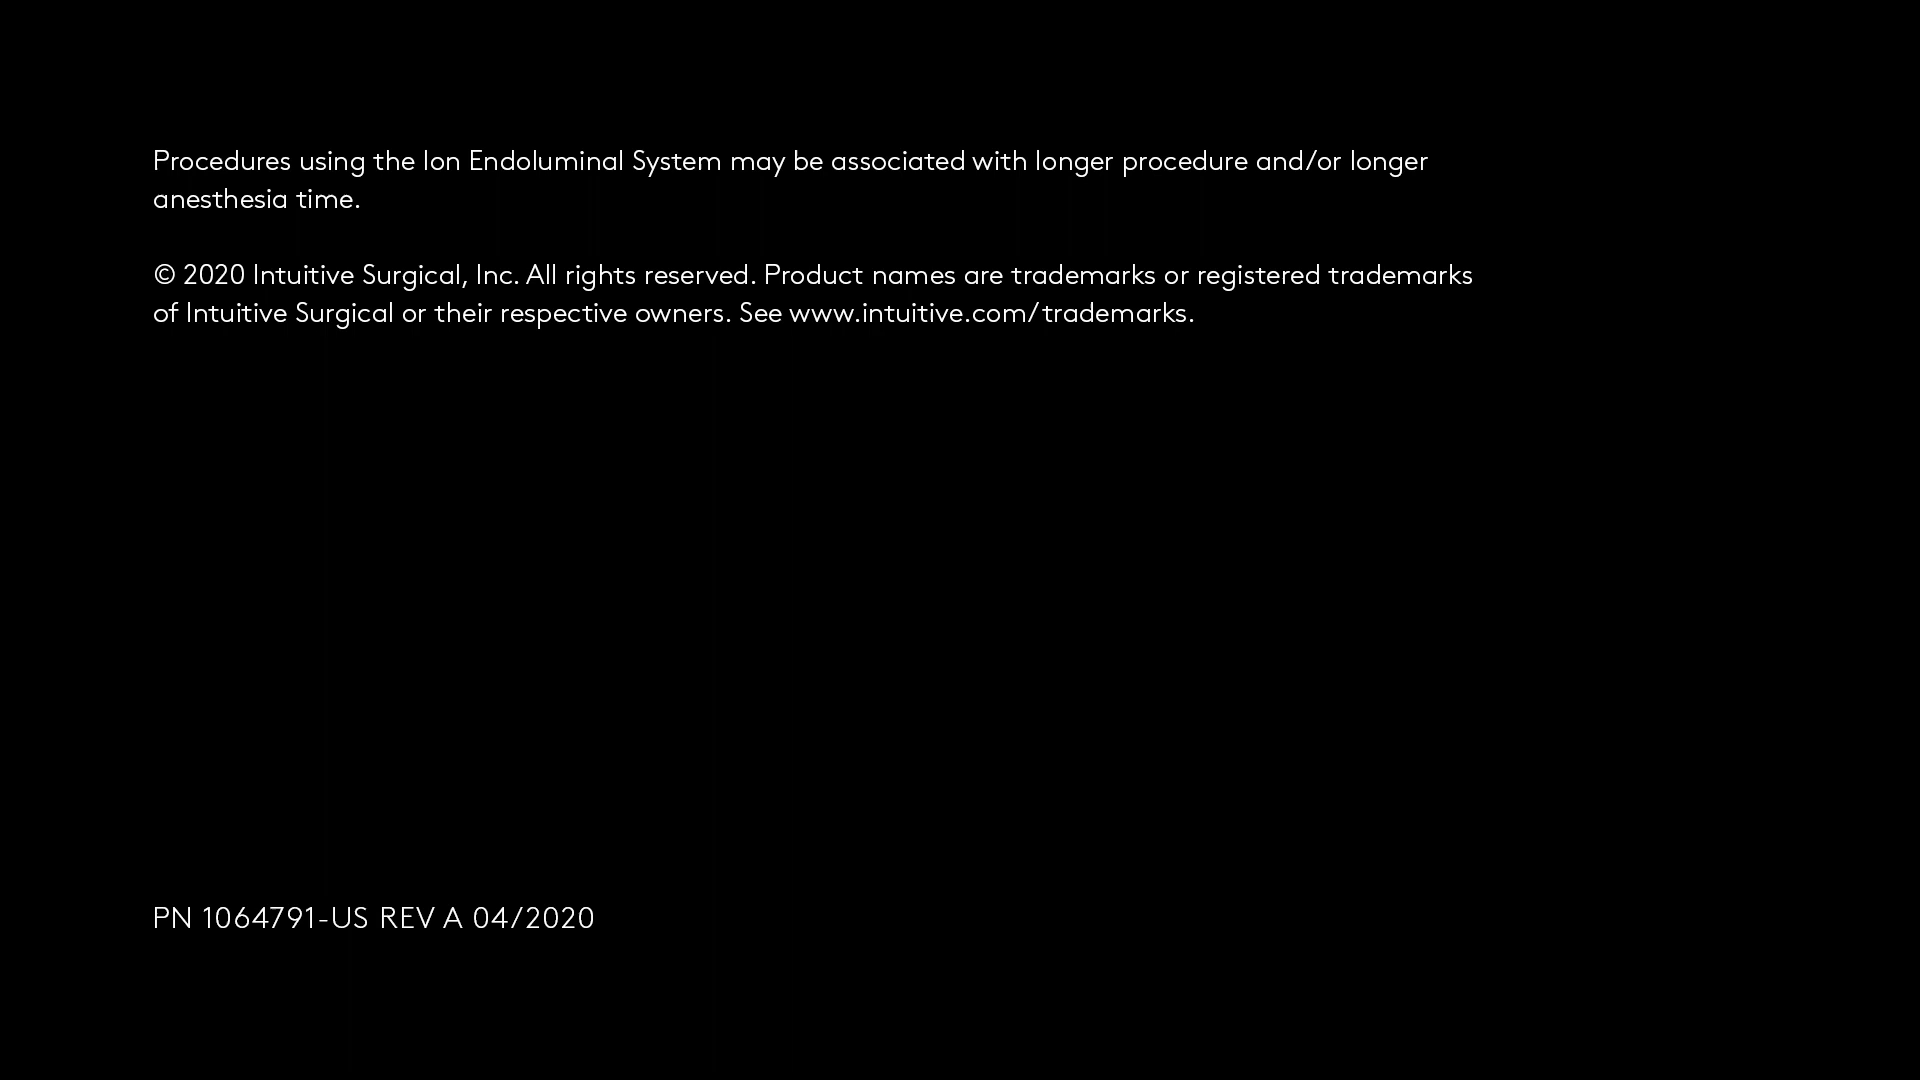 Procedures using the Ion Endoluminal System may be associated with longer procedure and/or longer
anesthesia time.
© 2020 Intuitive Surgical, Inc. All rights reserved. Product names are trademarks or registered trademarks
of Intuitive Surgical or their respective owners. See www.intuitive.com/trademarks.
PN 1064791-US REV A 04/2020